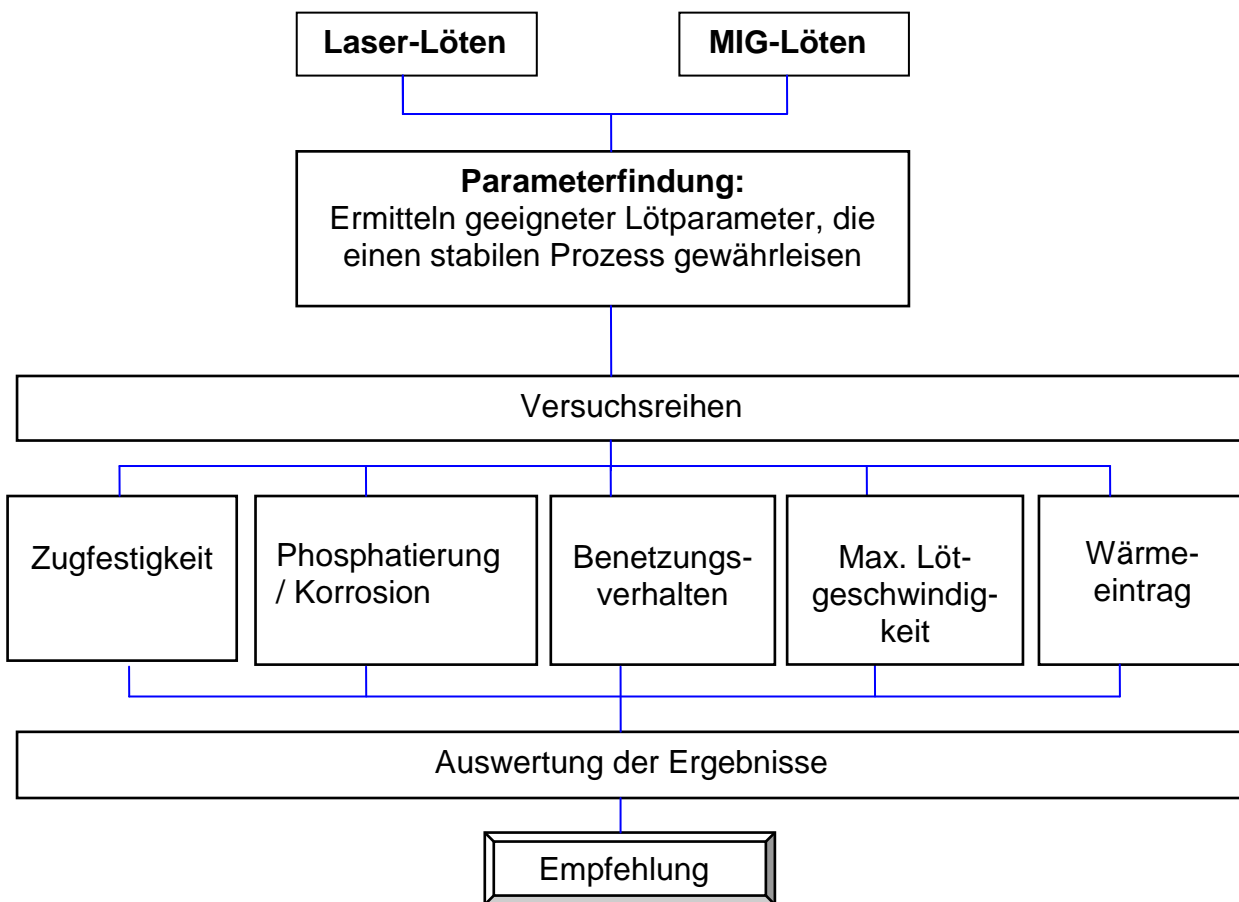 Laser-Löten
MIG-Löten
Parameterfindung:
Ermitteln geeigneter Lötparameter, die
einen stabilen Prozess gewährleisen
Versuchsreihen
Zugfestigkeit
Phosphatierung
/ Korrosion
Benetzungs-
verhalten
Max. Löt-
geschwindig-
keit
Wärme-
eintrag
Auswertung der Ergebnisse
Empfehlung